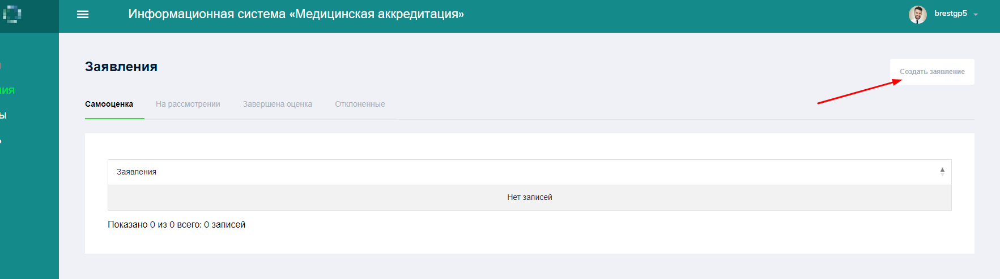 Информационная система «Медицинская аккредитация»
brestgp5
Заявления
Создать заявление
Самооценка
На рассмотрении
Завершена оценка
Отклоненные
Заявления
Нет записей
Показано 0 из 0 всего: 0 записей